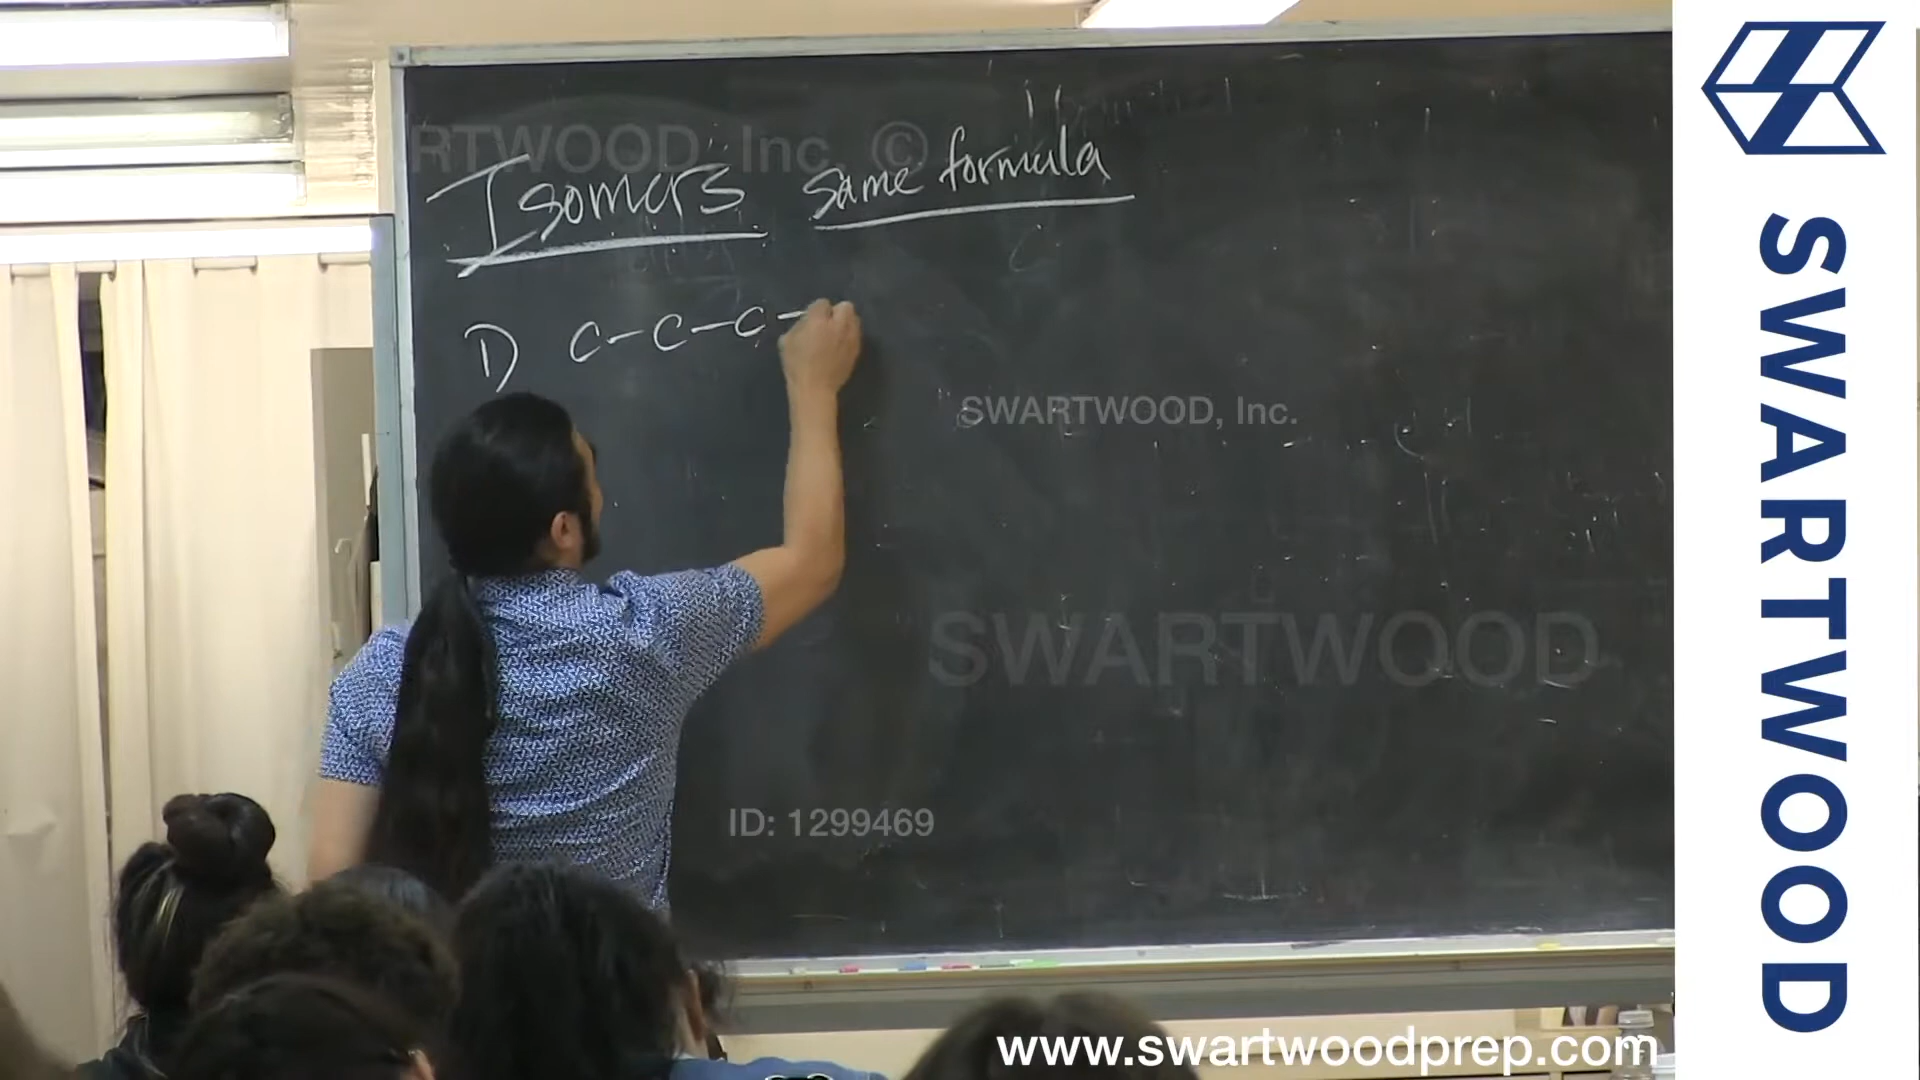 RTWOOD, Inc. ©
Isomers same formula
1) C-C-C-
SWARTWOOD, Inc.
SWARTWOOD
ID: 1299469
www.swartwoodprep.com
SWARTWOOD